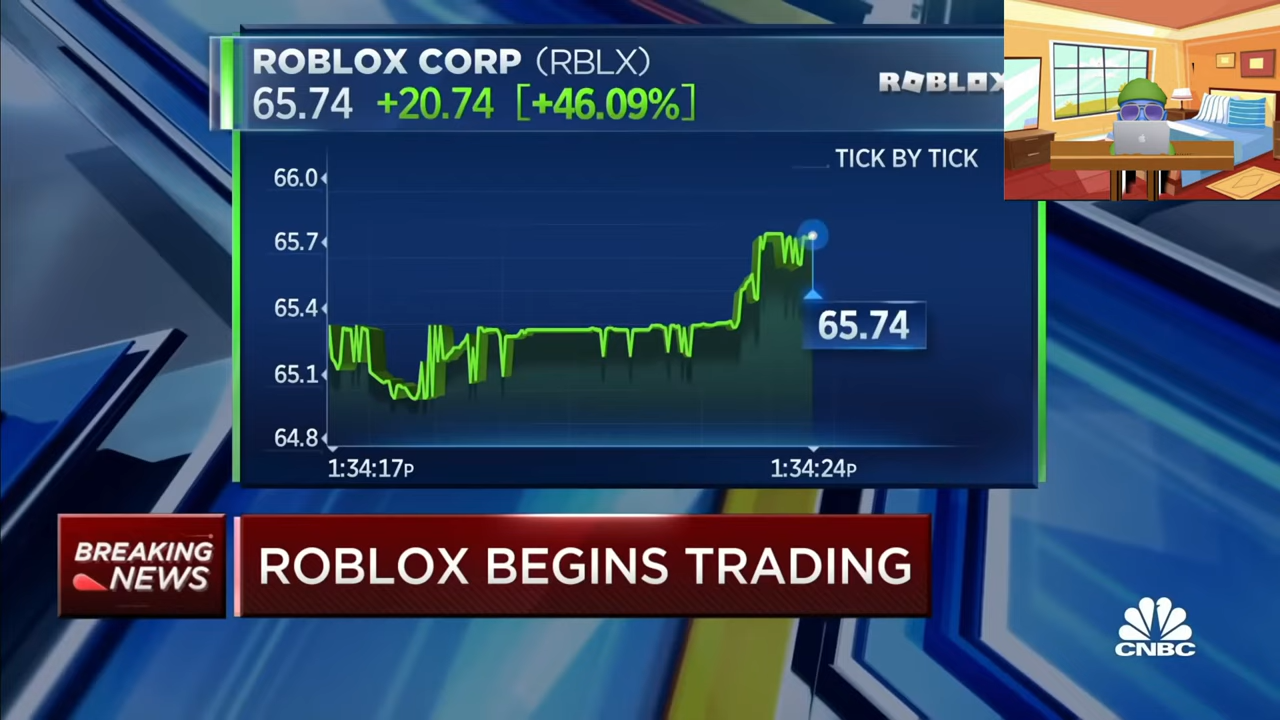 ROBLOX CORP (RBLX)
65.74 +20.74 [+46.09%]
ROBLOX
TICK BY TICK
66.0
65.7
65.4
65.1
64.8
65.74
1:34:17P
1:34:24P
BREAKING
NEWS
ROBLOX BEGINS TRADING
CNBC